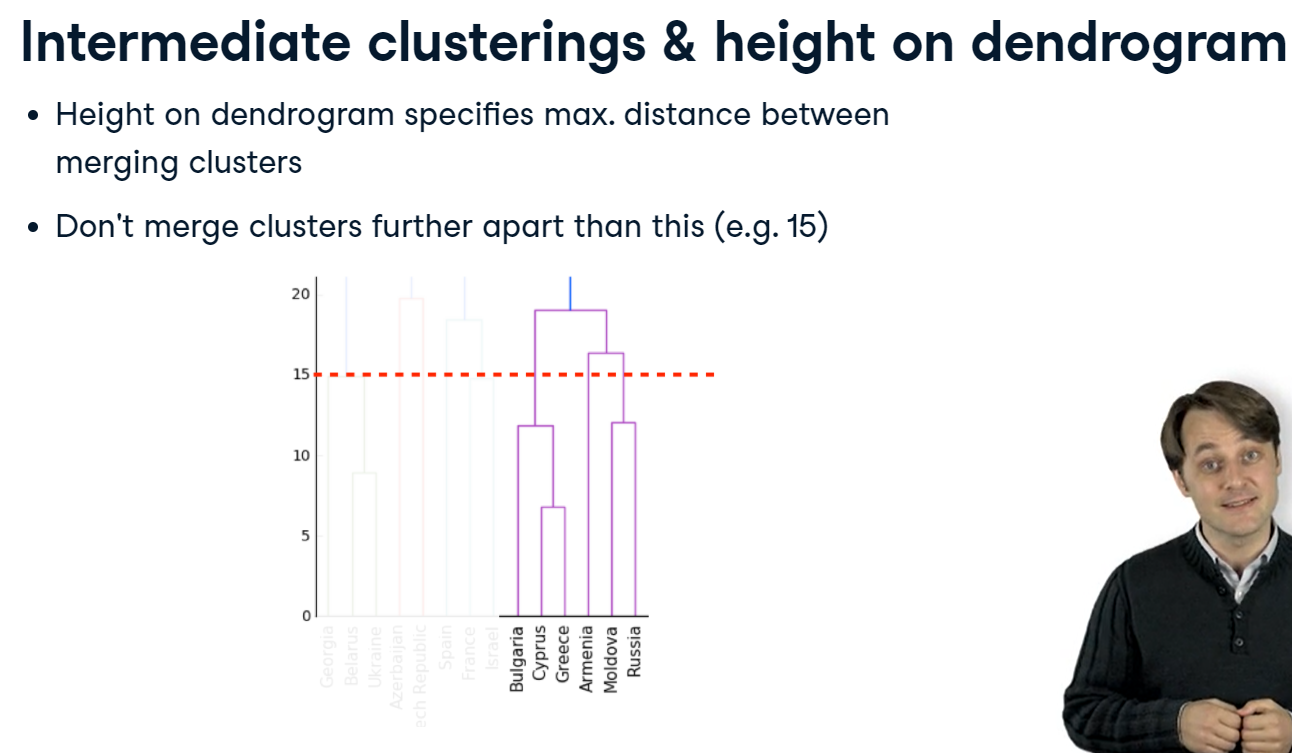 Intermediate clusterings & height on dendrogram
• Height on dendrogram specifies max. distance between
merging clusters
• Don't merge clusters further apart than this (e.g. 15)
20
15
10
5
0
Georgia
Belarus
Ukraine
Azerbaijan
ech Republic
Spain
France
Israel
Bulgaria
Cyprus
Greece
Armenia
Moldova
Russia